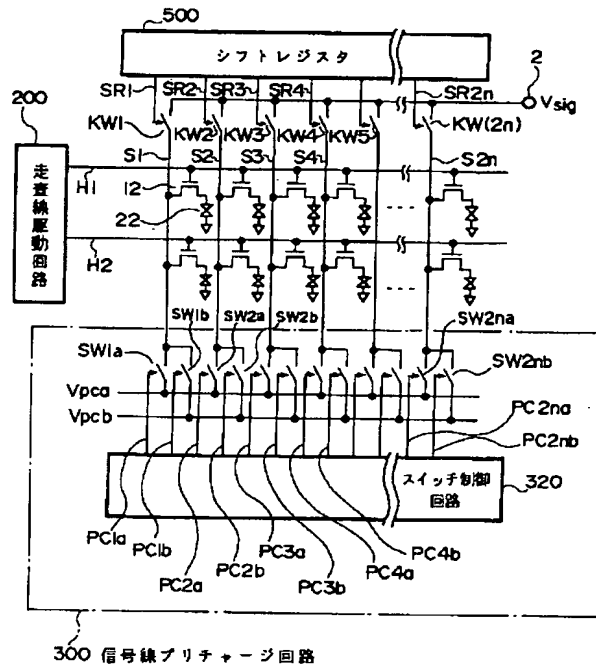 500
シフトレジスタ
SR1
SR2
SR3
SR4
SR2n
2
Vsig
200
KW1
KW2
KW3
KW4
KW5
KW(2n)
S1
S2
S3
S4
S2n
走査線駆動回路
H1
12
22
H2
SW1a
SW1b
SW2a
SW2b
SW2na
SW2nb
Vpca
Vpcb
PC2na
PC2nb
スイッチ制御
回路
320
PC1a
PC1b
PC2a
PC2b
PC3a
PC3b
PC4a
PC4b
300 信号線プリチャージ回路